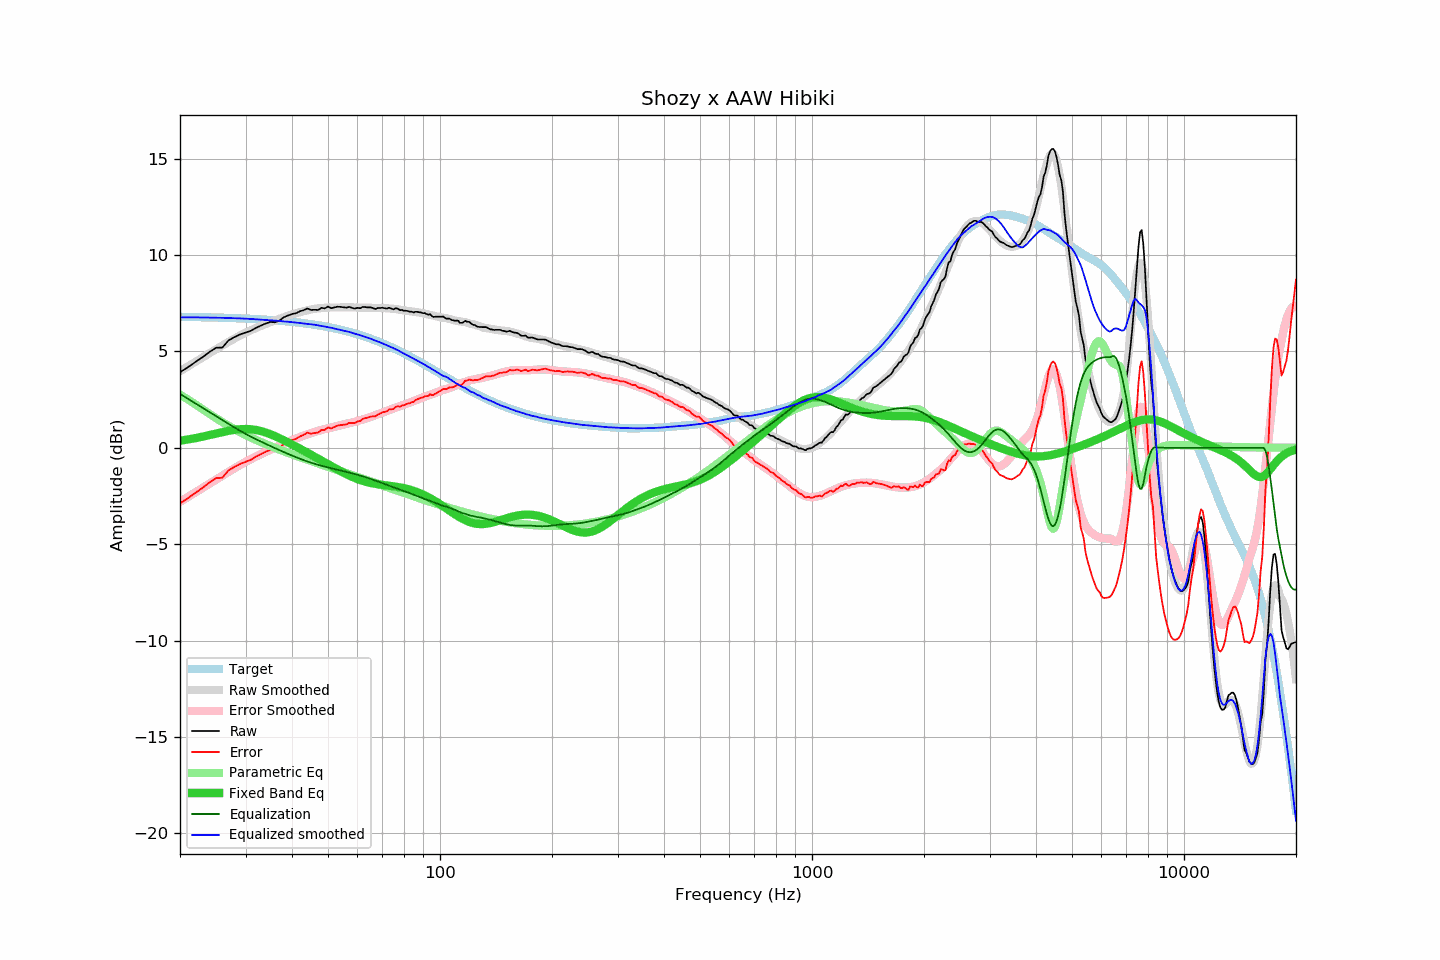 Shozy x AAW Hibiki
15
10
5
0
−5
−10
−15
−20
Amplitude (dBr)
Target
Raw Smoothed
Error Smoothed
Raw
Error
Parametric Eq
Fixed Band Eq
Equalization
Equalized smoothed
100 1000 10000
Frequency (Hz)